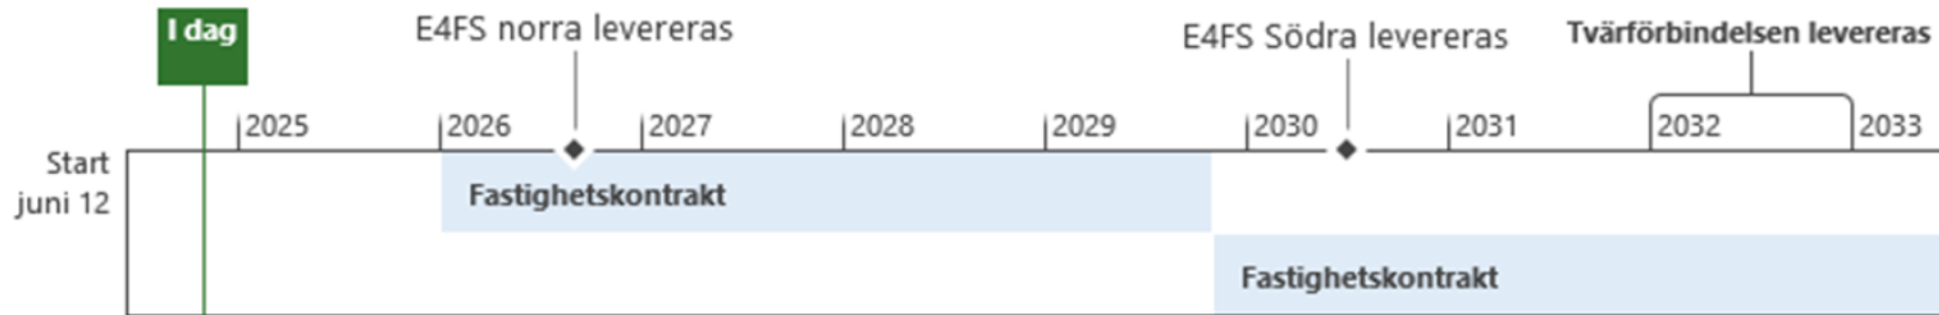 I dag
E4FS norra levereras
E4FS Södra levereras
Tvärförbindelsen levereras
2025
2026
2027
2028
2029
2030
2031
2032
2033
Start
juni 12
Fastighetskontrakt
Fastighetskontrakt